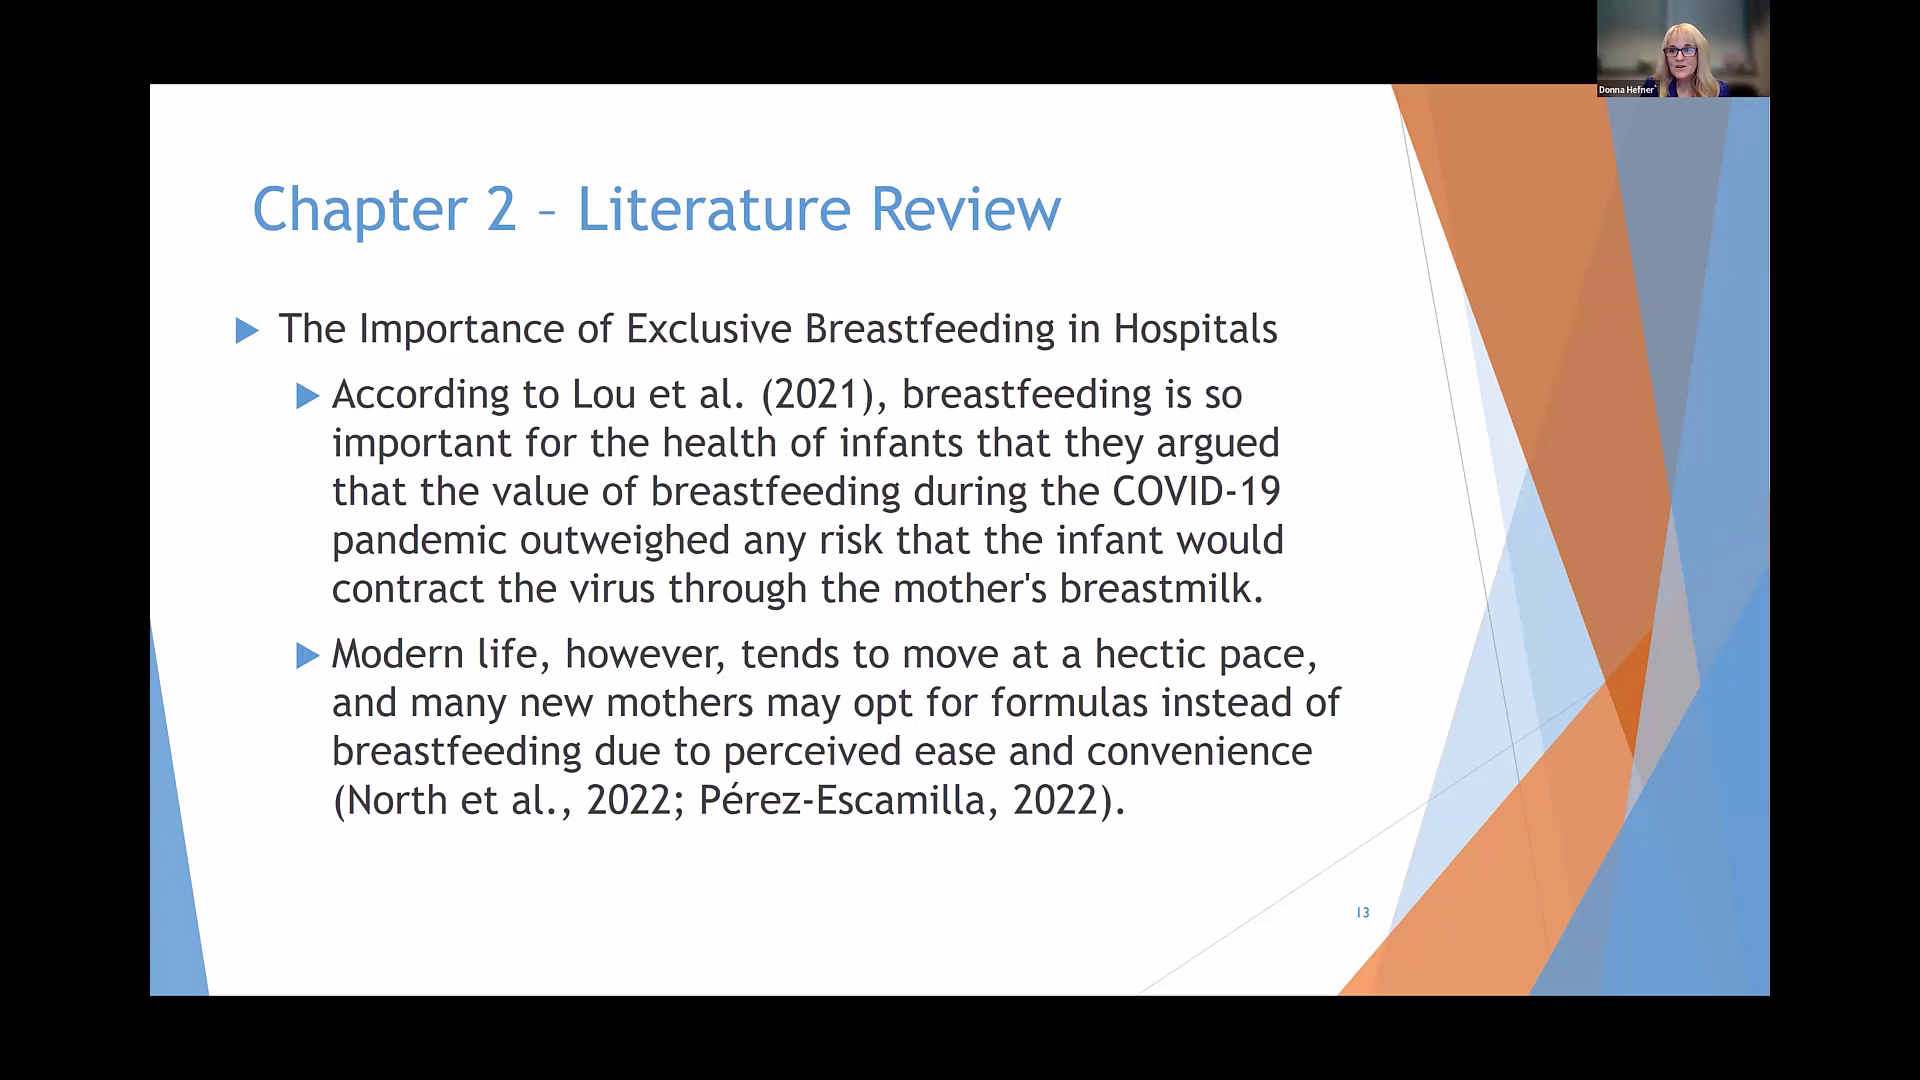 Donna Hefner`
Chapter 2 – Literature Review
The Importance of Exclusive Breastfeeding in Hospitals
According to Lou et al. (2021), breastfeeding is so
important for the health of infants that they argued
that the value of breastfeeding during the COVID-19
pandemic outweighed any risk that the infant would
contract the virus through the mother's breastmilk.
Modern life, however, tends to move at a hectic pace,
and many new mothers may opt for formulas instead of
breastfeeding due to perceived ease and convenience
(North et al., 2022; Pérez-Escamilla, 2022).
13